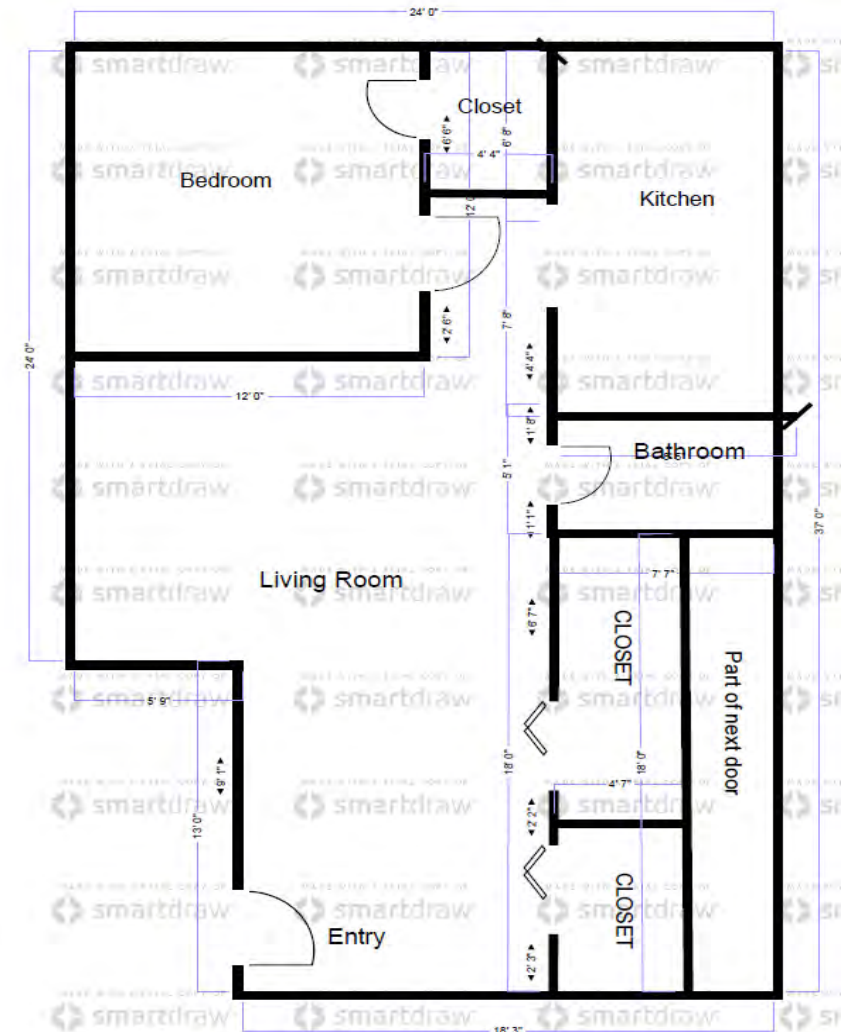 24' 0"
Closet
6' 6"
6' 8"
4' 4"
Bedroom
Kitchen
2' 6"
7' 8"
4' 4"
24' 0"
12' 0"
1' 8"
Bathroom
5' 1"
1' 1"
37' 0"
Living Room
7' 7"
6' 7"
CLOSET
Part of next door
5' 9"
9' 1"
18' 0"
18' 0"
4' 7"
2' 2"
13' 0"
CLOSET
Entry
2' 3"
18' 3"
smartdraw